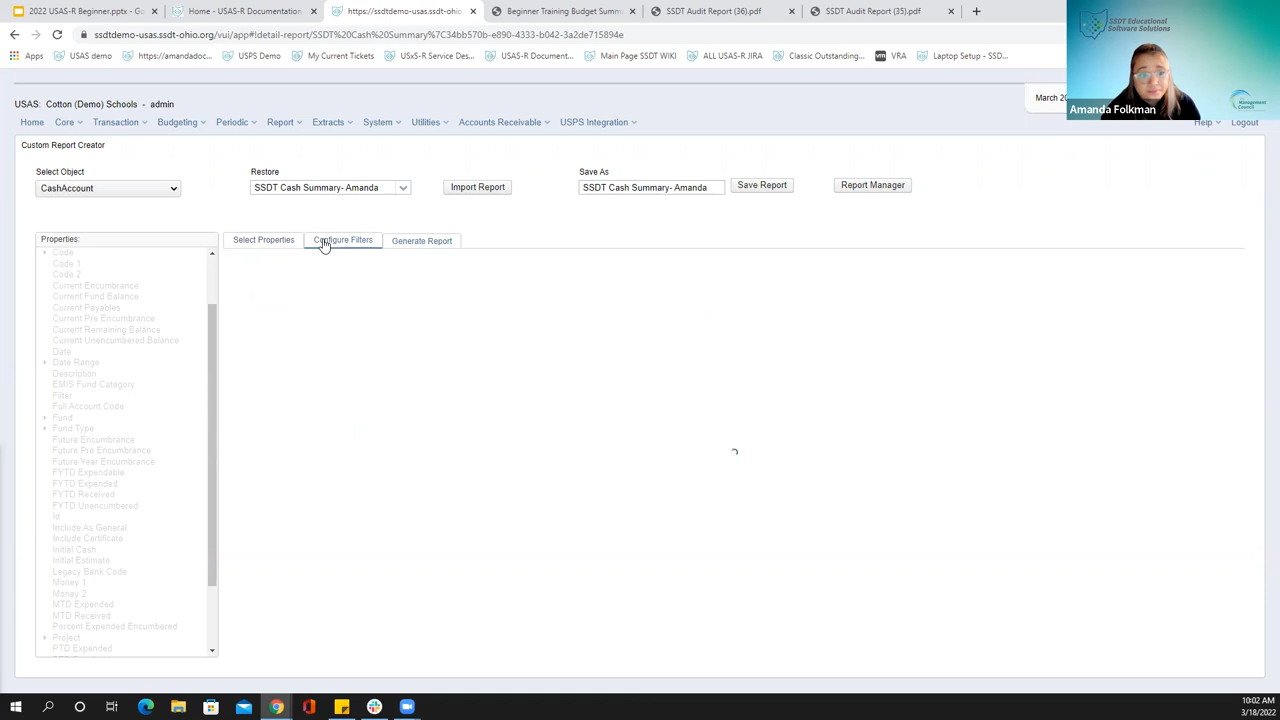 2022 USAS-R Beginner.pptx - Go
Home - USAS-R Documentation
https://ssdtdemo-usas.ssdt-ohio
Beginner Training Budget Summ
SSDT Audit Report (36).pdf
SSDT Audit Report (35).pdf
ssdtdemo-usas.ssdt-ohio.org/vui/app#!detail-report/SSDT%20Cash%20Summary-
Apps
USAS demo
https://amandadoc...
USPS Demo
My Current Tickets
USxS-R Service Des...
USAS-R Document...
Main Page SSDT WIKI
ALL USAS-R JIRA
Classic Outstanding...
vm VRA
Laptop Setup - SSD...
SSDT Educational
Software Solutions
Management
Council
Amanda Folkman
USAS: Cotton (Demo) Schools - admin
March 20
Home Core Transaction Budgeting Periodic Report Extracts System Utilities Accounts Receivable USPS Integration Help Logout
Custom Report Creator
Select Object
Restore
Save As
CashAccount
SSDT Cash Summary- Amanda
Import Report
SSDT Cash Summary- Amanda
Save Report
Report Manager
Properties:
Select Properties
Configure Filters
Generate Report
Code
Code 1
Code 2
Current Encumbrance
Current Fund Balance
Current Payables
Current Pre Encumbrance
Current Remaining Balance
Current Unencumbered Balance
Date
Date Range
Description
EMIS Fund Category
Filter
Full Account Code
Fund
Fund Type
Future Encumbrance
Future Pre Encumbrance
Future Year Encumbrance
FYTD Expendable
FYTD Expended
FYTD Received
FYTD Unencumbered
Id
Include As General
Include Certificate
Initial Cash
Initial Estimate
Legacy Bank Code
Money 1
Money 2
MTD Expended
MTD Received
Percent Expended Encumbered
Project
PTD Expended
10:02 AM
3/18/2022